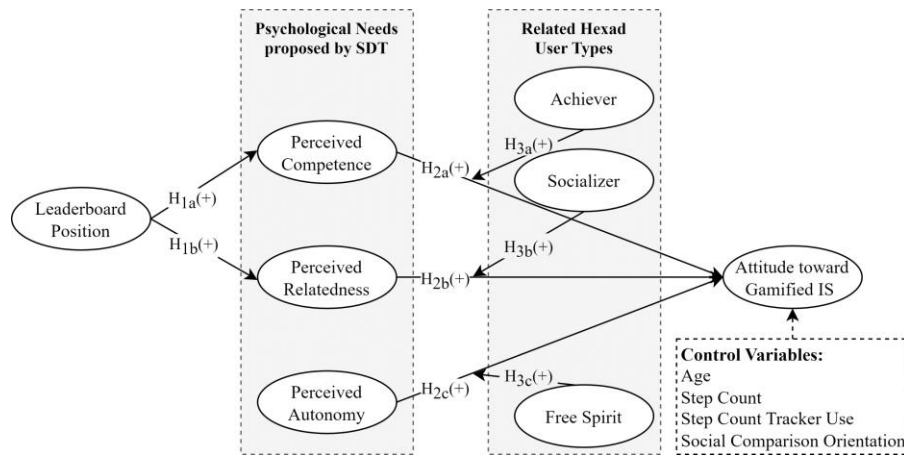 Psychological Needs
proposed by SDT
Related Hexad
User Types
Achiever
Perceived
Competence
H3a(+)
H2a(+)
Socializer
H1a(+)
Leaderboard
Position
H1b(+)
H3b(+)
Perceived
Relatedness
H2b(+)
Attitude toward
Gamified IS
Control Variables:
Age
Step Count
Step Count Tracker Use
Social Comparison Orientation
H3c(+)
H2c(+)
Perceived
Autonomy
Free Spirit